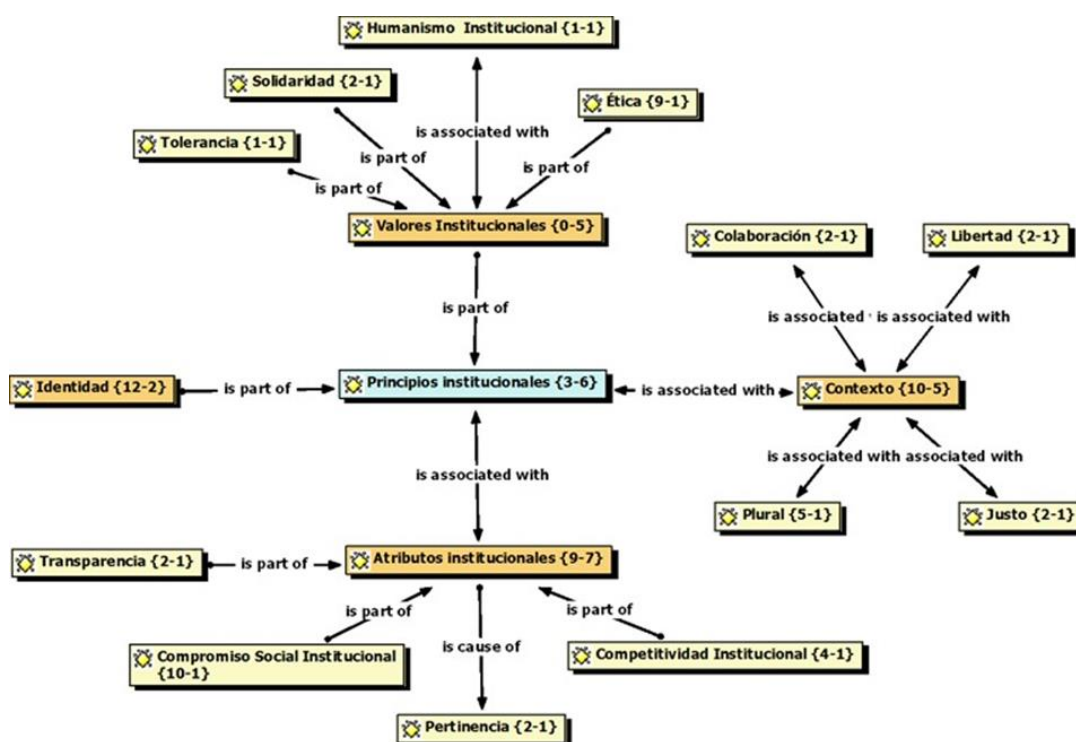 Humanismo  Institucional {1-1}
Solidaridad {2-1}
Ética {9-1}
is associated with
Tolerancia {1-1}
is part of
is part of
is part of
Valores Institucionales {0-5}
Colaboración {2-1}
Libertad {2-1}
is part of
is associated
is associated with
Identidad {12-2}
is part of
Principios institucionales {3-6}
is associated with
Contexto {10-5}
is associated with
is associated with
associated with
Plural {5-1}
Justo {2-1}
Transparencia {2-1}
is part of
Atributos institucionales {9-7}
is part of
is part of
is cause of
Compromiso Social Institucional
{10-1}
Competitividad Institucional {4-1}
Pertinencia {2-1}